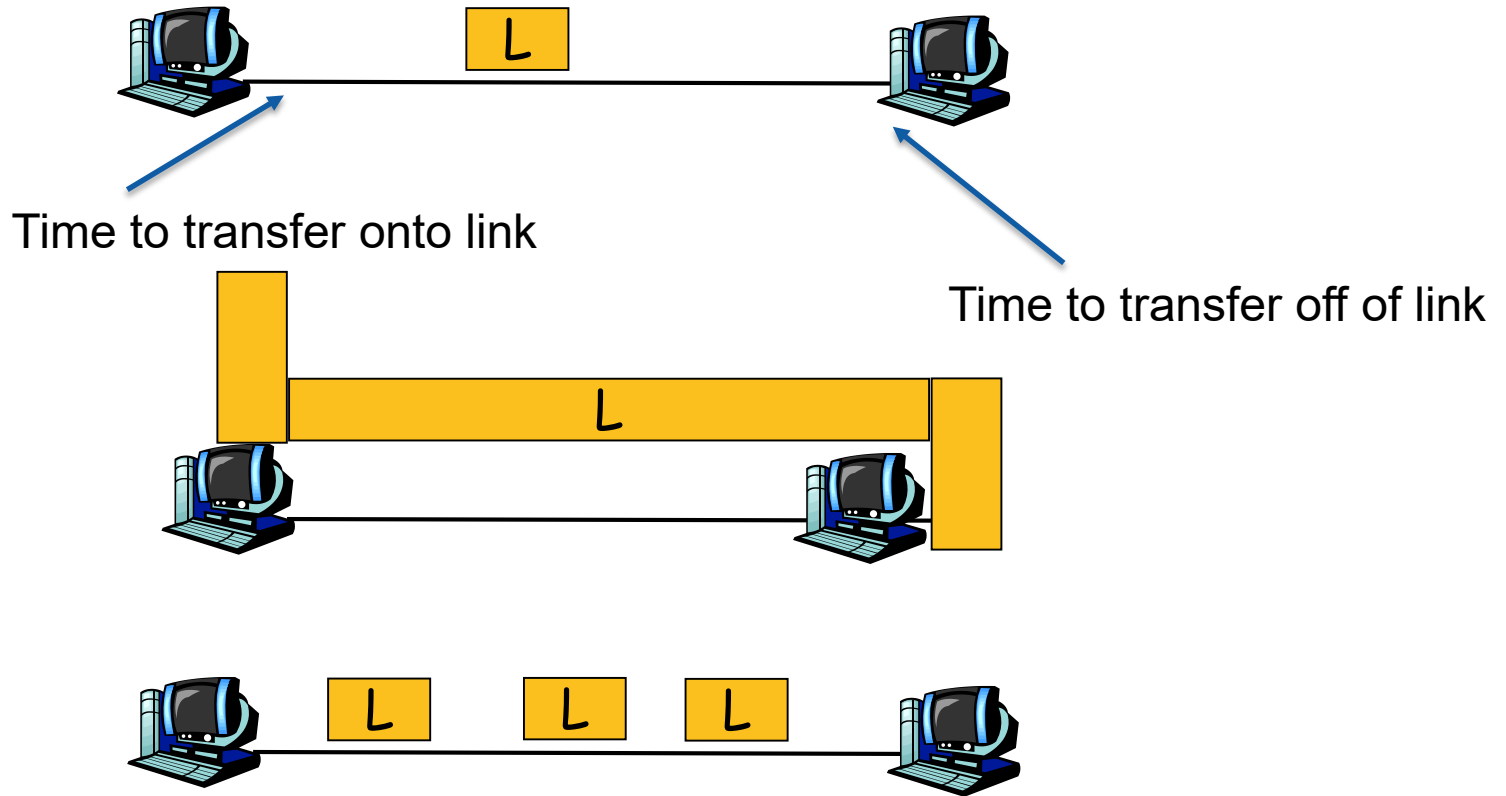 L
Time to transfer onto link
Time to transfer off of link
L
L L L